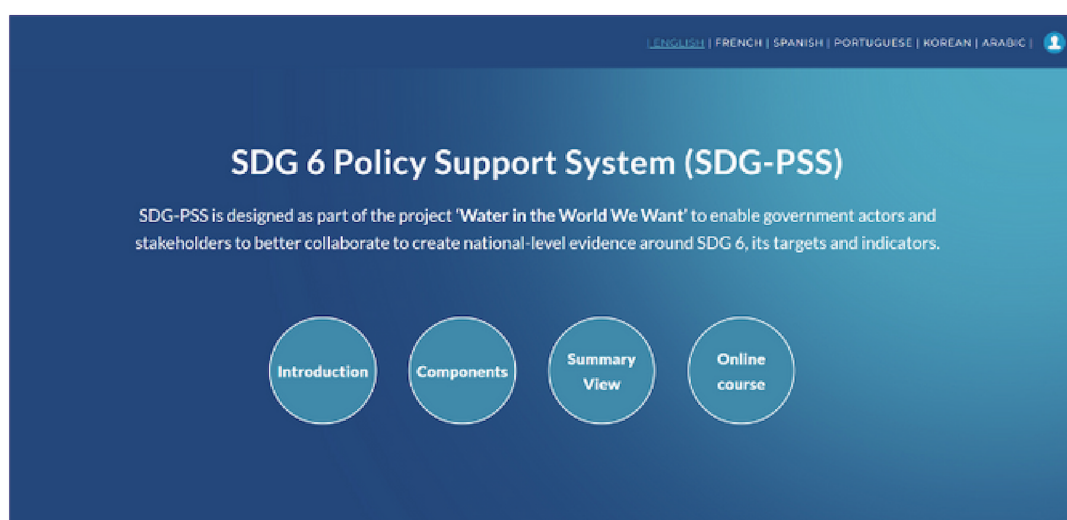 | ENGLISH | FRENCH | SPANISH | PORTUGUESE | KOREAN | ARABIC |
SDG 6 Policy Support System (SDG-PSS)
SDG-PSS is designed as part of the project 'Water in the World We Want' to enable government actors and
stakeholders to better collaborate to create national-level evidence around SDG 6, its targets and indicators.
Introduction
Components
Summary
View
Online
course